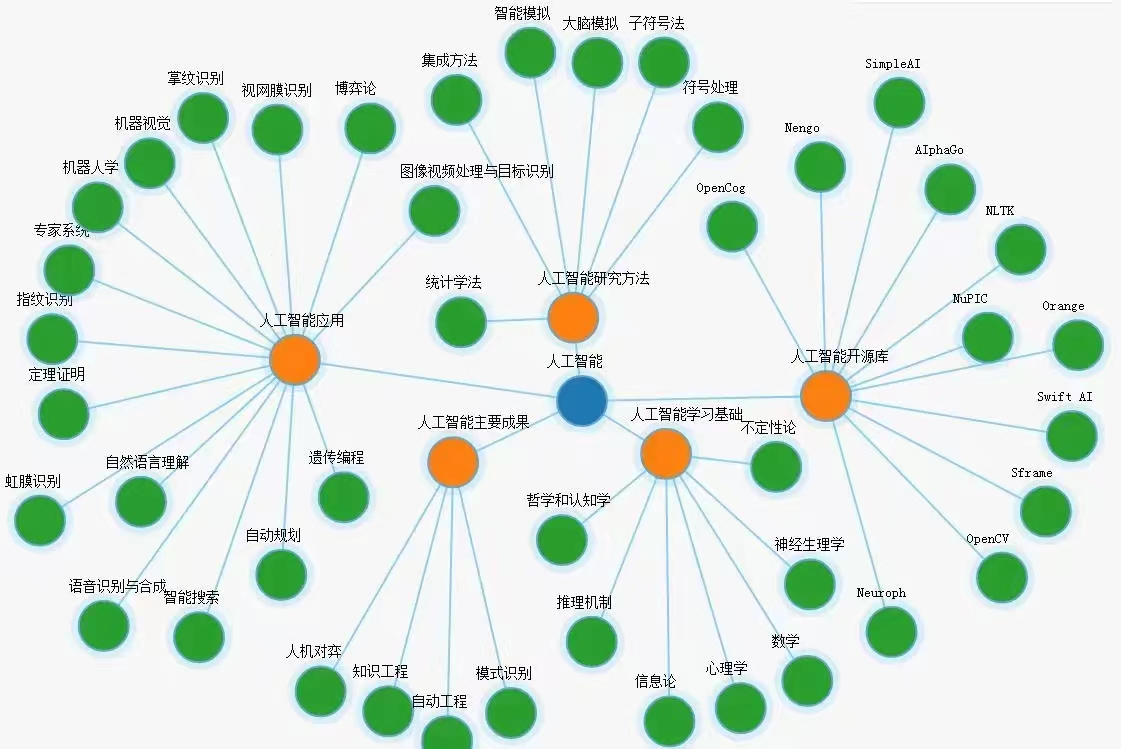 智能模拟
大脑模拟
子符号法
集成方法
符号处理
掌纹识别
视网膜识别
博弈论
机器视觉
机器人学
图像视频处理与目标识别
专家系统
指纹识别
定理证明
人工智能应用
统计学法
人工智能研究方法
人工智能
SimpleAI
Nengo
AIphaGo
OpenCog
NLTK
NuPIC
Orange
人工智能开源库
Swift AI
Sframe
OpenCV
Neuroph
人工智能主要成果
人工智能学习基础
不定性论
哲学和认知学
神经生理学
推理机制
数学
心理学
信息论
虹膜识别
自然语言理解
遗传编程
自动规划
语音识别与合成
智能搜索
人机对弈
知识工程
自动工程
模式识别